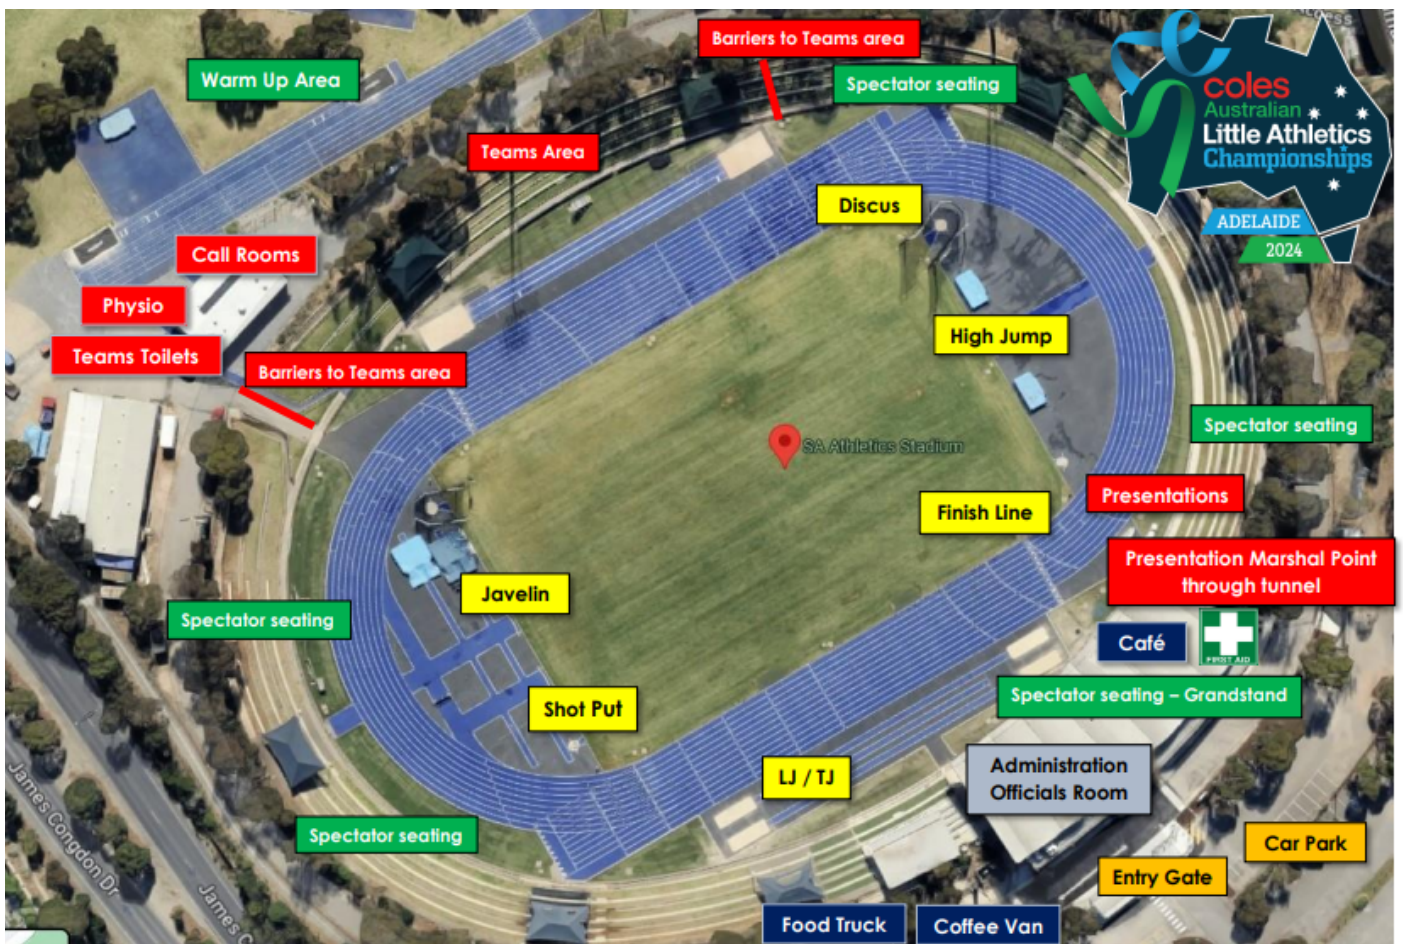 Barriers to Teams area
Warm Up Area
Spectator seating
coles
Australian
Little Athletics
Championships
ADELAIDE
2024
Teams Area
Discus
Call Rooms
Physio
High Jump
Teams Toilets
Barriers to Teams area
Spectator seating
SA Athletics Stadium
Presentations
Finish Line
Presentation Marshal Point
through tunnel
Javelin
Spectator seating
Café
FIRST AID
Spectator seating – Grandstand
Shot Put
LJ / TJ
Administration
Officials Room
Spectator seating
Car Park
Entry Gate
James Congdon Dr
James C
Food Truck
Coffee Van